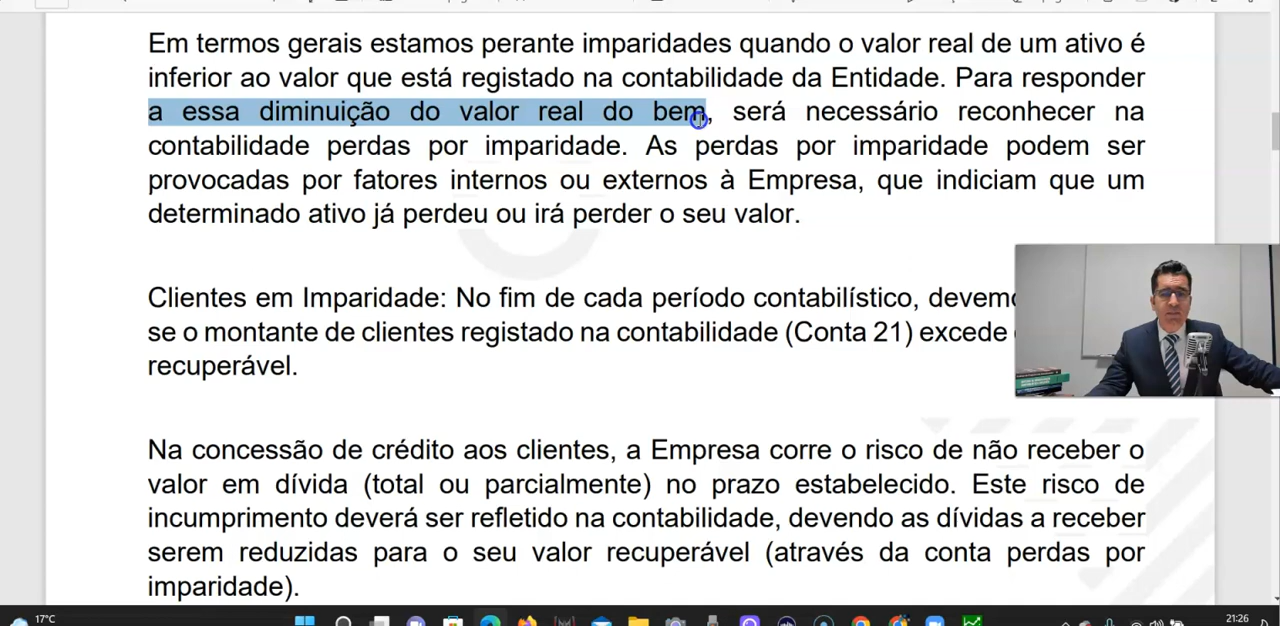 Em termos gerais estamos perante imparidades quando o valor real de um ativo é
inferior ao valor que está registado na contabilidade da Entidade. Para responder
a essa diminuição do valor real do bem, será necessário reconhecer na
contabilidade perdas por imparidade. As perdas por imparidade podem ser
provocadas por fatores internos ou externos à Empresa, que indiciam que um
determinado ativo já perdeu ou irá perder o seu valor.
Clientes em Imparidade: No fim de cada período contabilístico,
se o montante de clientes registado na contabilidade (Conta 21) excede
recuperável.
Na concessão de crédito aos clientes, a Empresa corre o risco de não receber o
valor em dívida (total ou parcialmente) no prazo estabelecido. Este risco de
incumprimento deverá ser refletido na contabilidade, devendo as dívidas a receber
serem reduzidas para o seu valor recuperável (através da conta perdas por
imparidade).
17°C
21:26